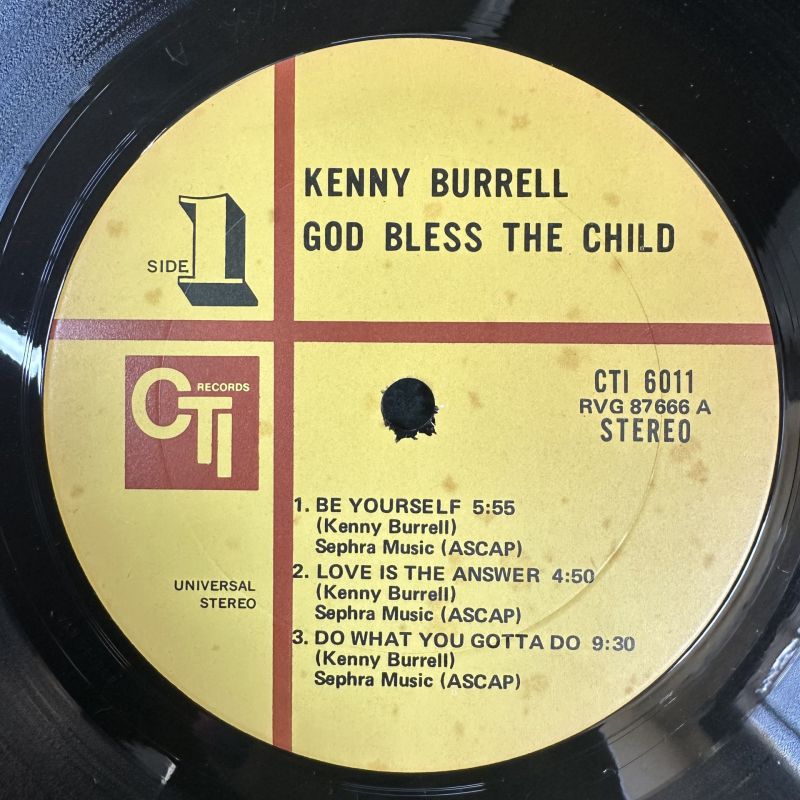 KENNY BURRELL
GOD BLESS THE CHILD
SIDE 1
CTI RECORDS
CTI 6011
RVG 87666 A
STEREO
1. BE YOURSELF 5:55
(Kenny Burrell)
Sephra Music (ASCAP)
2. LOVE IS THE ANSWER 4:50
(Kenny Burrell)
Sephra Music (ASCAP)
3. DO WHAT YOU GOTTA DO 9:30
(Kenny Burrell)
Sephra Music (ASCAP)
UNIVERSAL
STEREO